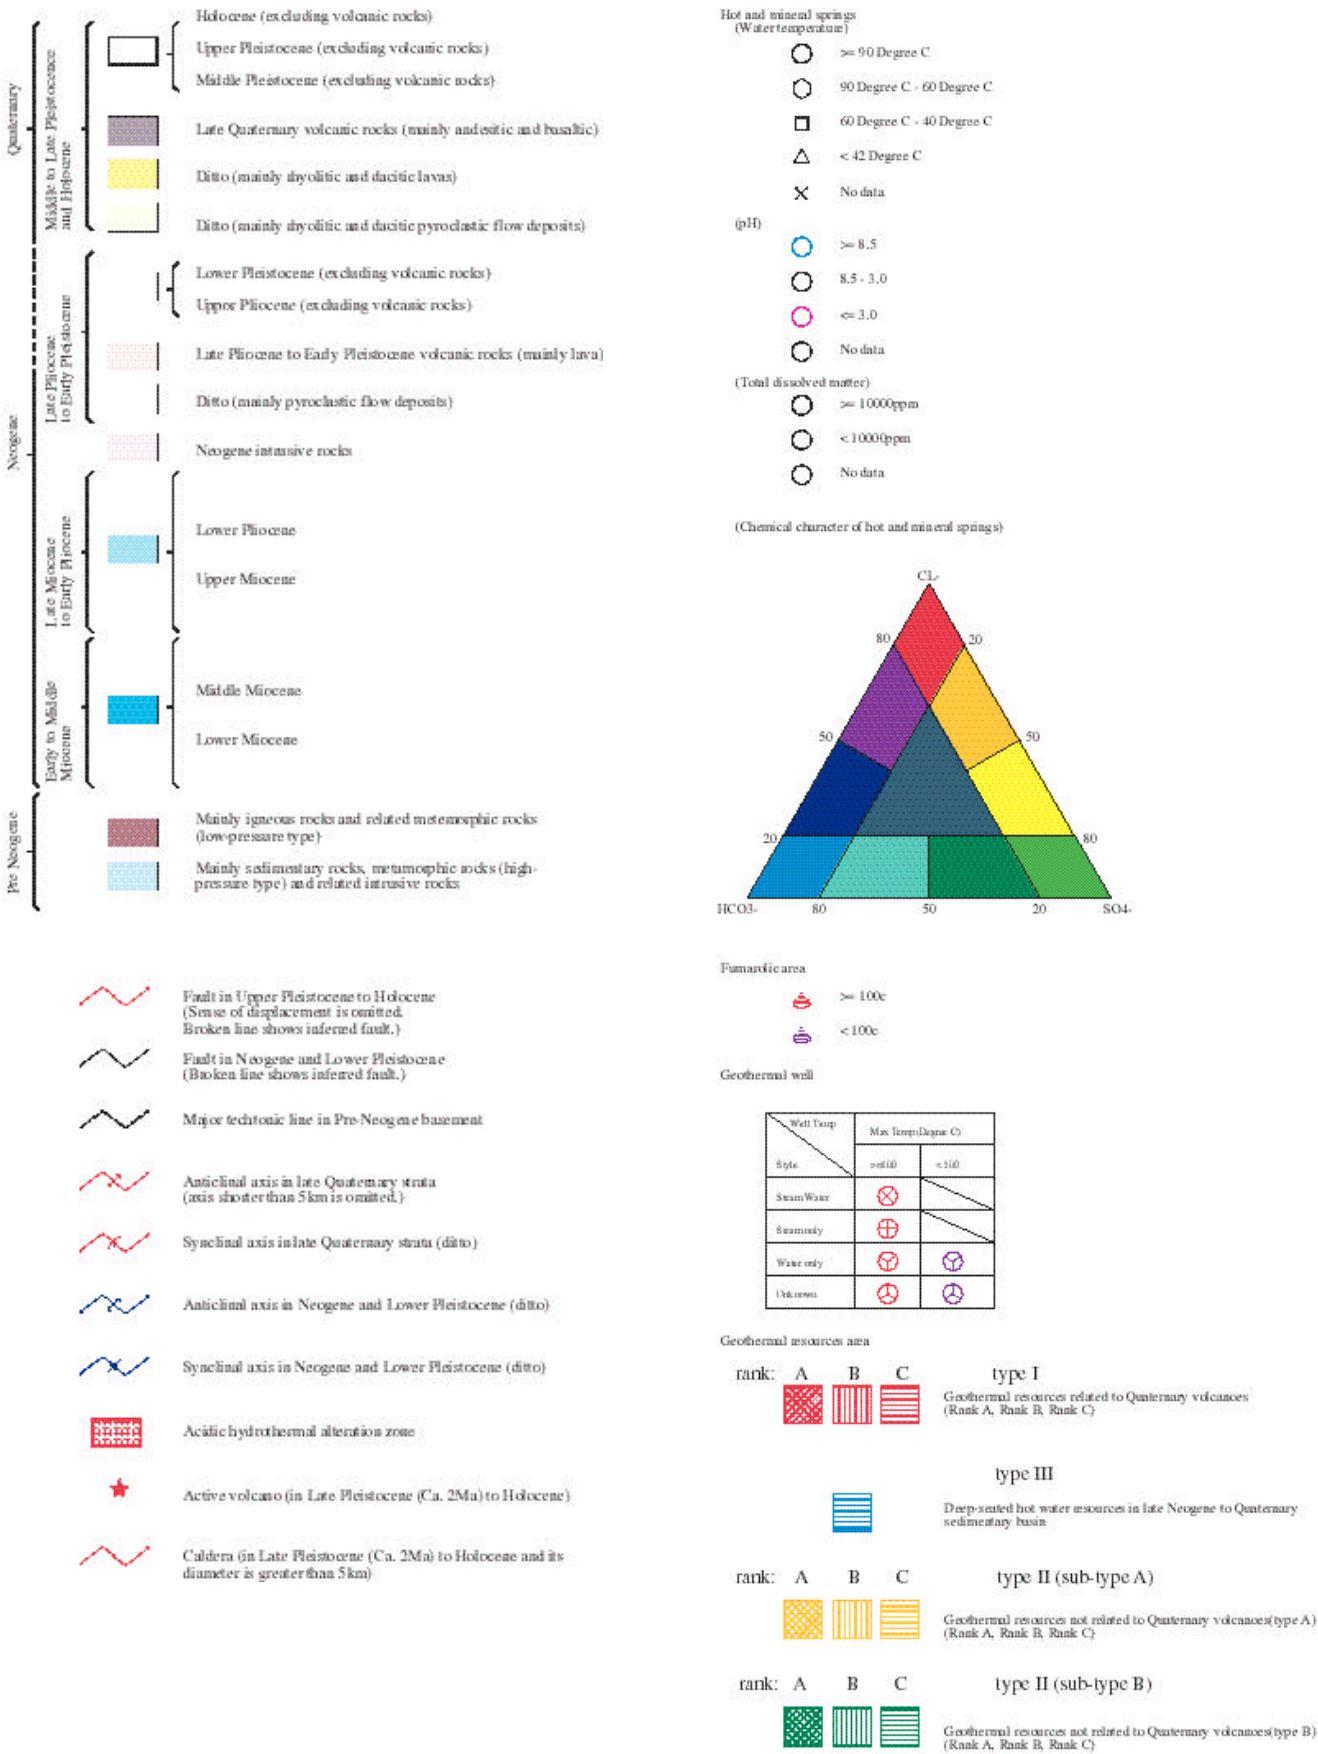 Quaternary
Middle to Late Pleistocence
and Holocene
Holocene (excluding volcanic rocks)
Upper Pleistocene (excluding volcanic rocks)
Middle Pleistocene (excluding volcanic rocks)
Late Quaternary volcanic rocks (mainly andesitic and basaltic)
Ditto (mainly rhyolitic and dacitic lavas)
Ditto (mainly rhyolitic and dacitic pyroclastic flow deposits)
Neogene
Late Pliocene
to Early Pleistocene
Lower Pleistocene (excluding volcanic rocks)
Upper Pliocene (excluding volcanic rocks)
Late Pliocene to Early Pleistocene volcanic rocks (mainly lava)
Ditto (mainly pyroclastic flow deposits)
Neogene intrusive rocks
Late Miocene
to Early Pliocene
Lower Pliocene
Upper Miocene
Early to Middle
Miocene
Middle Miocene
Lower Miocene
Pre-Neogene
Mainly igneous rocks and related metemorphic rocks
(low-pressure type)
Mainly sedimentary rocks, metamorphic rocks (high-
pressure type) and related intrusive rocks
Fault in Upper Pleistocene to Holocene
(Sense of displacement is omitted.
Broken line shows inferred fault.)
Fault in Neogene and Lower Pleistocene
(Broken line shows inferred fault.)
Major techtonic line in Pre-Neogene basement
Anticlinal axis in late Quaternary strata
(axis shorter than 5km is omitted.)
Synclinal axis in late Quaternary strata (ditto)
Anticlinal axis in Neogene and Lower Pleistocene (ditto)
Synclinal axis in Neogene and Lower Pleistocene (ditto)
Acidic hydrothermal alteration zone
Active volcano (in Late Pleistocene (Ca. 2Ma) to Holocene)
Caldera (in Late Pleistocene (Ca. 2Ma) to Holocene and its
diameter is greater than 5km)
Hot and mineral springs
(Water temperature)
>= 90 Degree C
90 Degree C - 60 Degree C
60 Degree C - 40 Degree C
< 42 Degree C
No data
(pH)
>= 8.5
8.5 - 3.0
<= 3.0
No data
(Total dissolved matter)
>= 10000ppm
< 10000ppm
No data
(Chemical character of hot and mineral springs)
CL-
80 20
50 50
20 80
HCO3- 80 50 20 SO4-
Fumarolic area
>= 100c
< 100c
Geothermal well
Well Temp
Max Temp(Degree C)
Style
>=100 < 100
Steam Water
Steam only
Water only
Unknown
Geothermal resources area
rank: A B C type I
Geothermal resources related to Quaternary volcanoes
(Rank A, Rank B, Rank C)
type III
Deep-seated hot water resources in late Neogene to Quaternary
sedimentary basin
rank: A B C type II (sub-type A)
Geothermal resources not related to Quaternary volcanoes(type A)
(Rank A, Rank B, Rank C)
rank: A B C type II (sub-type B)
Geothermal resources not related to Quaternary volcanoes(type B)
(Rank A, Rank B, Rank C)